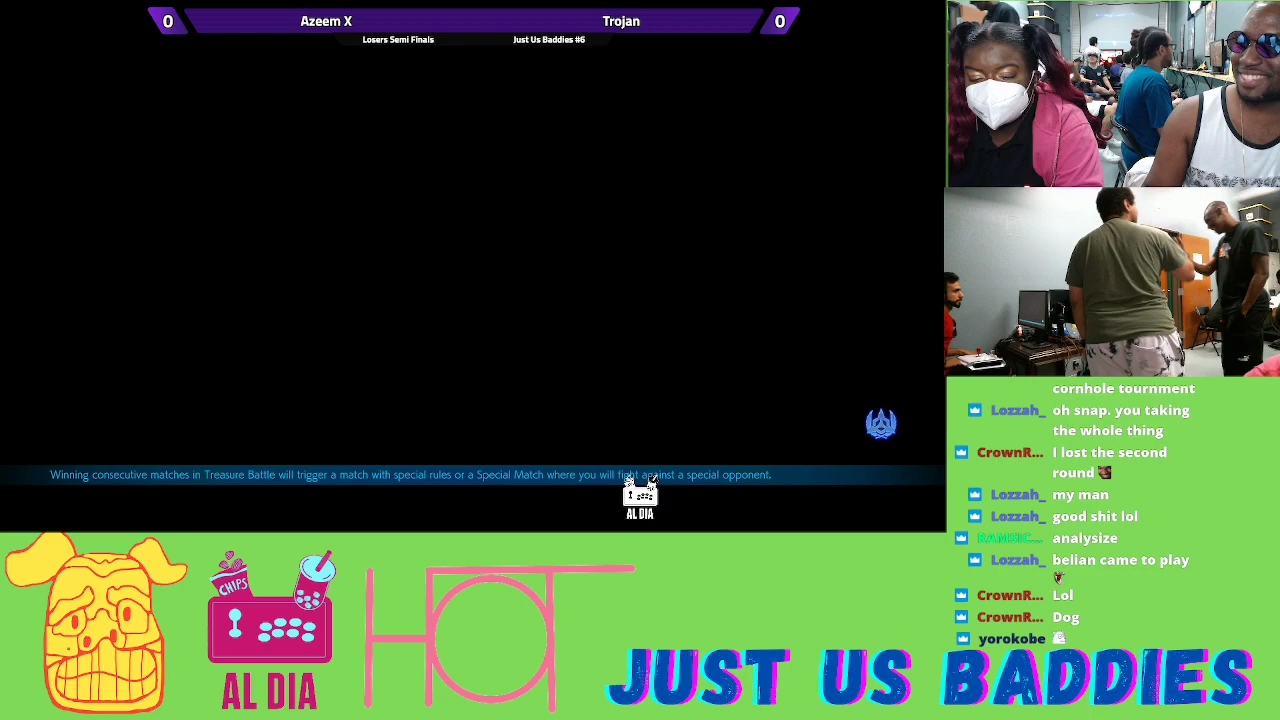 0 Azeem X Trojan 0
Losers Semi Finals Just Us Baddies #6
Winning consecutive matches in Treasure Battle will trigger a match with special rules or a Special Match where you will fight against a special opponent.
AL DIA
cornhole tournment
Lozzah_ oh snap. you taking
the whole thing
CrownR... I lost the second
round
Lozzah_ my man
Lozzah_ good shit lol
analysize
Lozzah_ belian came to play
CrownR... Lol
CrownR... Dog
yorokobe
CHIPS
AL DIA
HOT
JUST US BADDIES